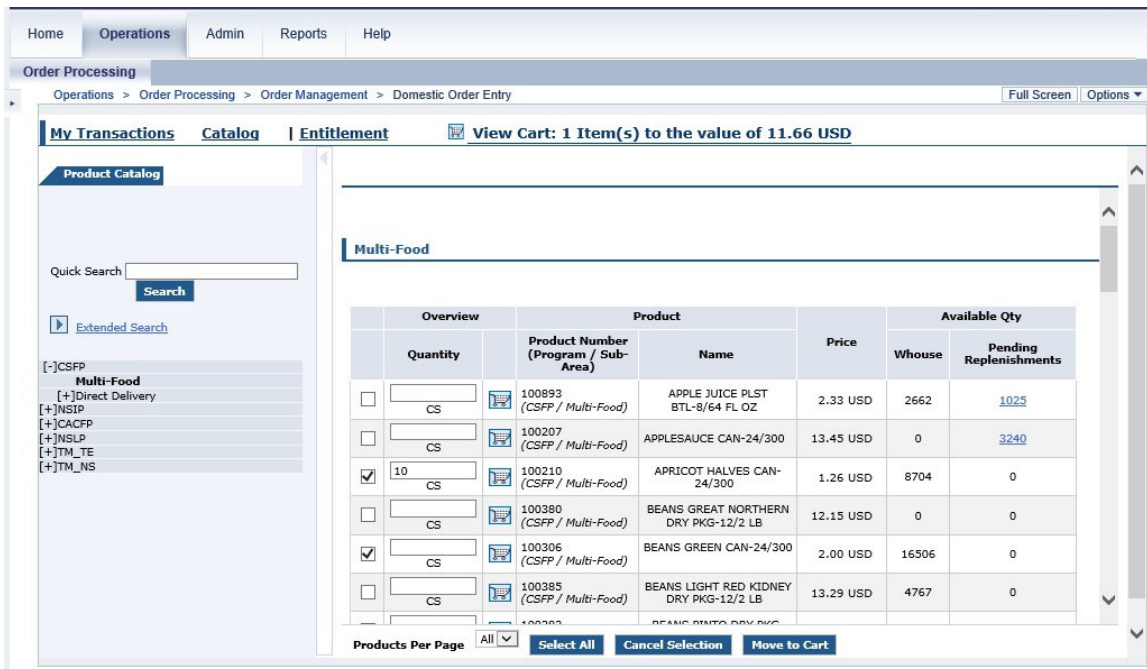 Home Operations Admin Reports Help
Order Processing
Operations > Order Processing > Order Management > Domestic Order Entry Full Screen Options
My Transactions Catalog | Entitlement View Cart: 1 Item(s) to the value of 11.66 USD
Product Catalog
Quick Search
Search
Extended Search
[-]CSFP
Multi-Food
[+]Direct Delivery
[+]NSIP
[+]CACFP
[+]NSLP
[+]TM_TE
[+]TM_NS
Multi-Food
Overview Product Price Available Qty
Quantity Product Number (Program / Sub-Area) Name Whouse Pending Replenishments
CS 100893 (CSFP / Multi-Food) APPLE JUICE PLST BTL-8/64 FL OZ 2.33 USD 2662 1025
CS 100207 (CSFP / Multi-Food) APPLESAUCE CAN-24/300 13.45 USD 0 3240
10 CS 100210 (CSFP / Multi-Food) APRICOT HALVES CAN-24/300 1.26 USD 8704 0
CS 100380 (CSFP / Multi-Food) BEANS GREAT NORTHERN DRY PKG-12/2 LB 12.15 USD 0 0
CS 100306 (CSFP / Multi-Food) BEANS GREEN CAN-24/300 2.00 USD 16506 0
CS 100385 (CSFP / Multi-Food) BEANS LIGHT RED KIDNEY DRY PKG-12/2 LB 13.29 USD 4767 0
Products Per Page All Select All Cancel Selection Move to Cart